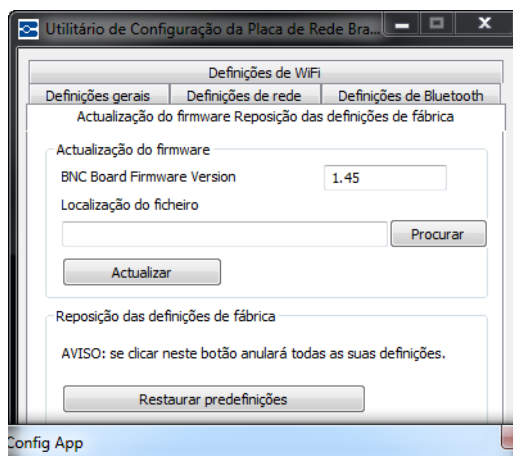 Utilitário de Configuração da Placa de Rede Bra...
Definições de WiFi
Definições gerais Definições de rede Definições de Bluetooth
Actualização do firmware Reposição das definições de fábrica
Actualização do firmware
BNC Board Firmware Version 1.45
Localização do ficheiro
Procurar
Actualizar
Reposição das definições de fábrica
AVISO: se clicar neste botão anulará todas as suas definições.
Restaurar predefinições
Config App